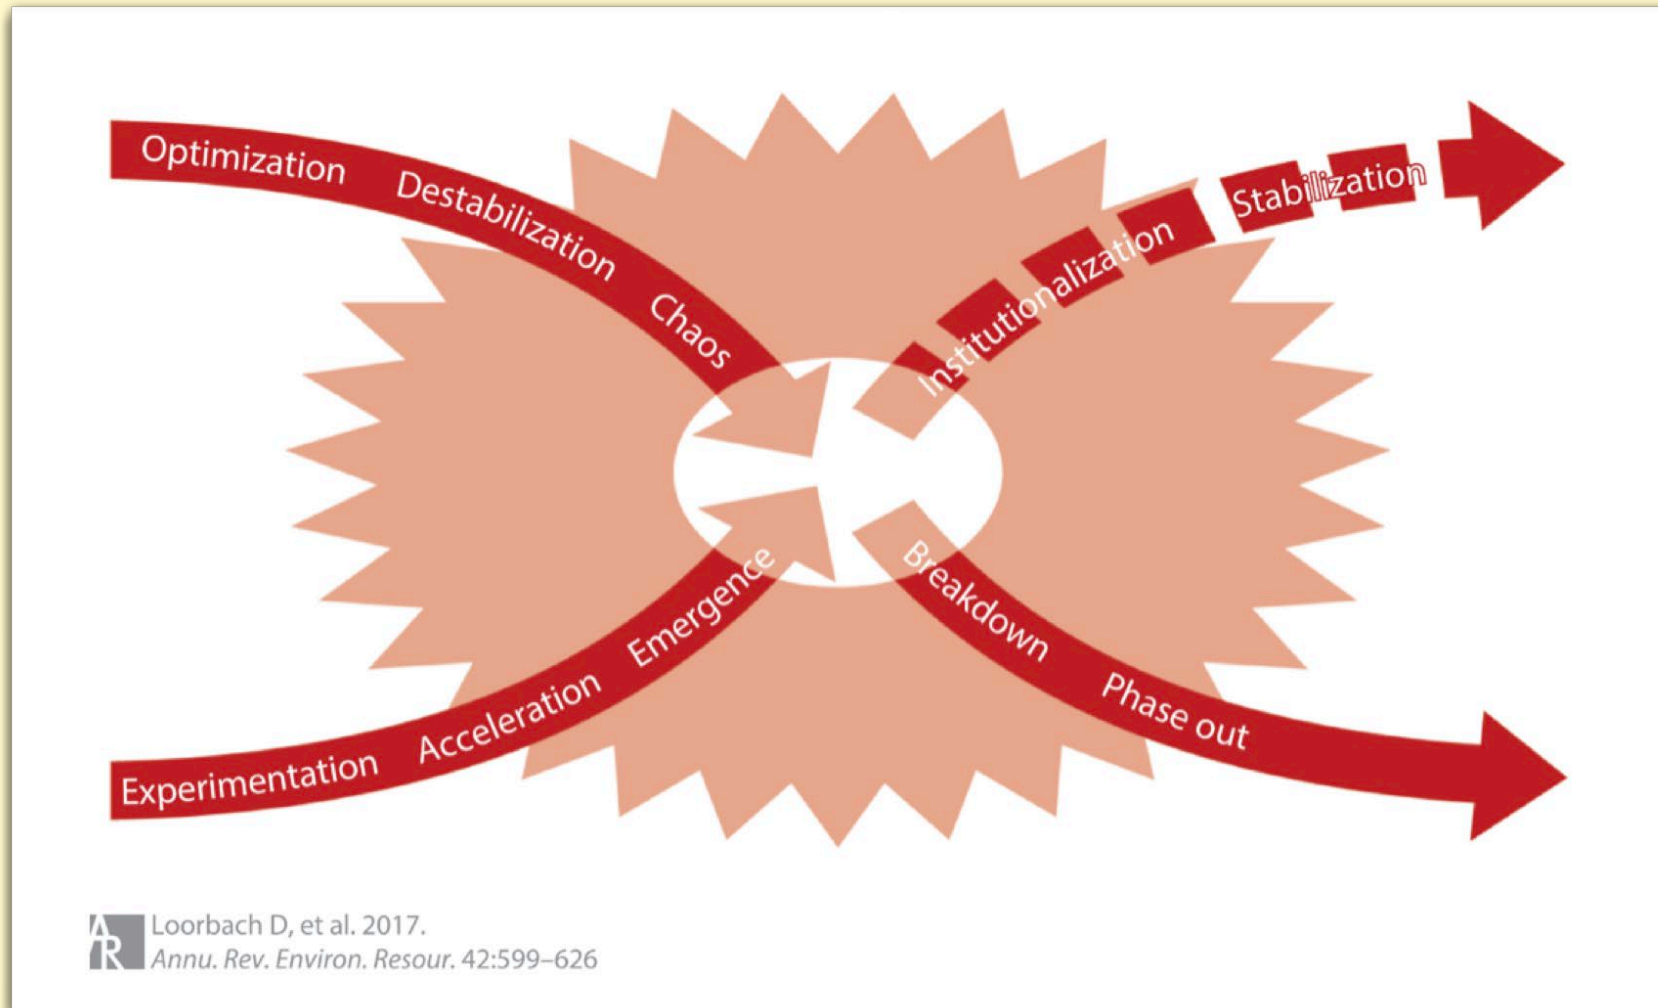 Optimization
Destabilization
Chaos
Institutionalization
Stabilization
Experimentation
Acceleration
Emergence
Breakdown
Phase out
AR
Loorbach D, et al. 2017.
Annu. Rev. Environ. Resour. 42:599–626